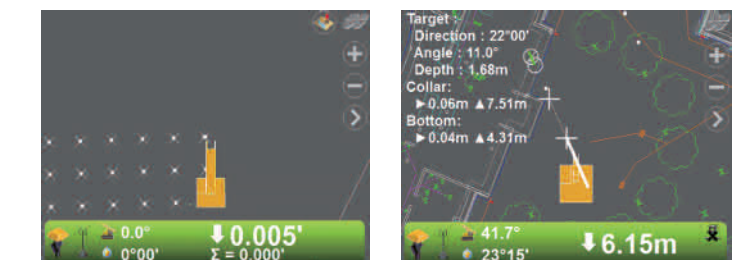 0.0°
0°00'
0.005'
Σ = 0.000'
Target :
Direction : 22°00'
Angle : 11.0°
Depth : 1.68m
Collar:
►0.06m ▲7.51m
Bottom:
►0.04m ▲4.31m
41.7°
23°15'
6.15m